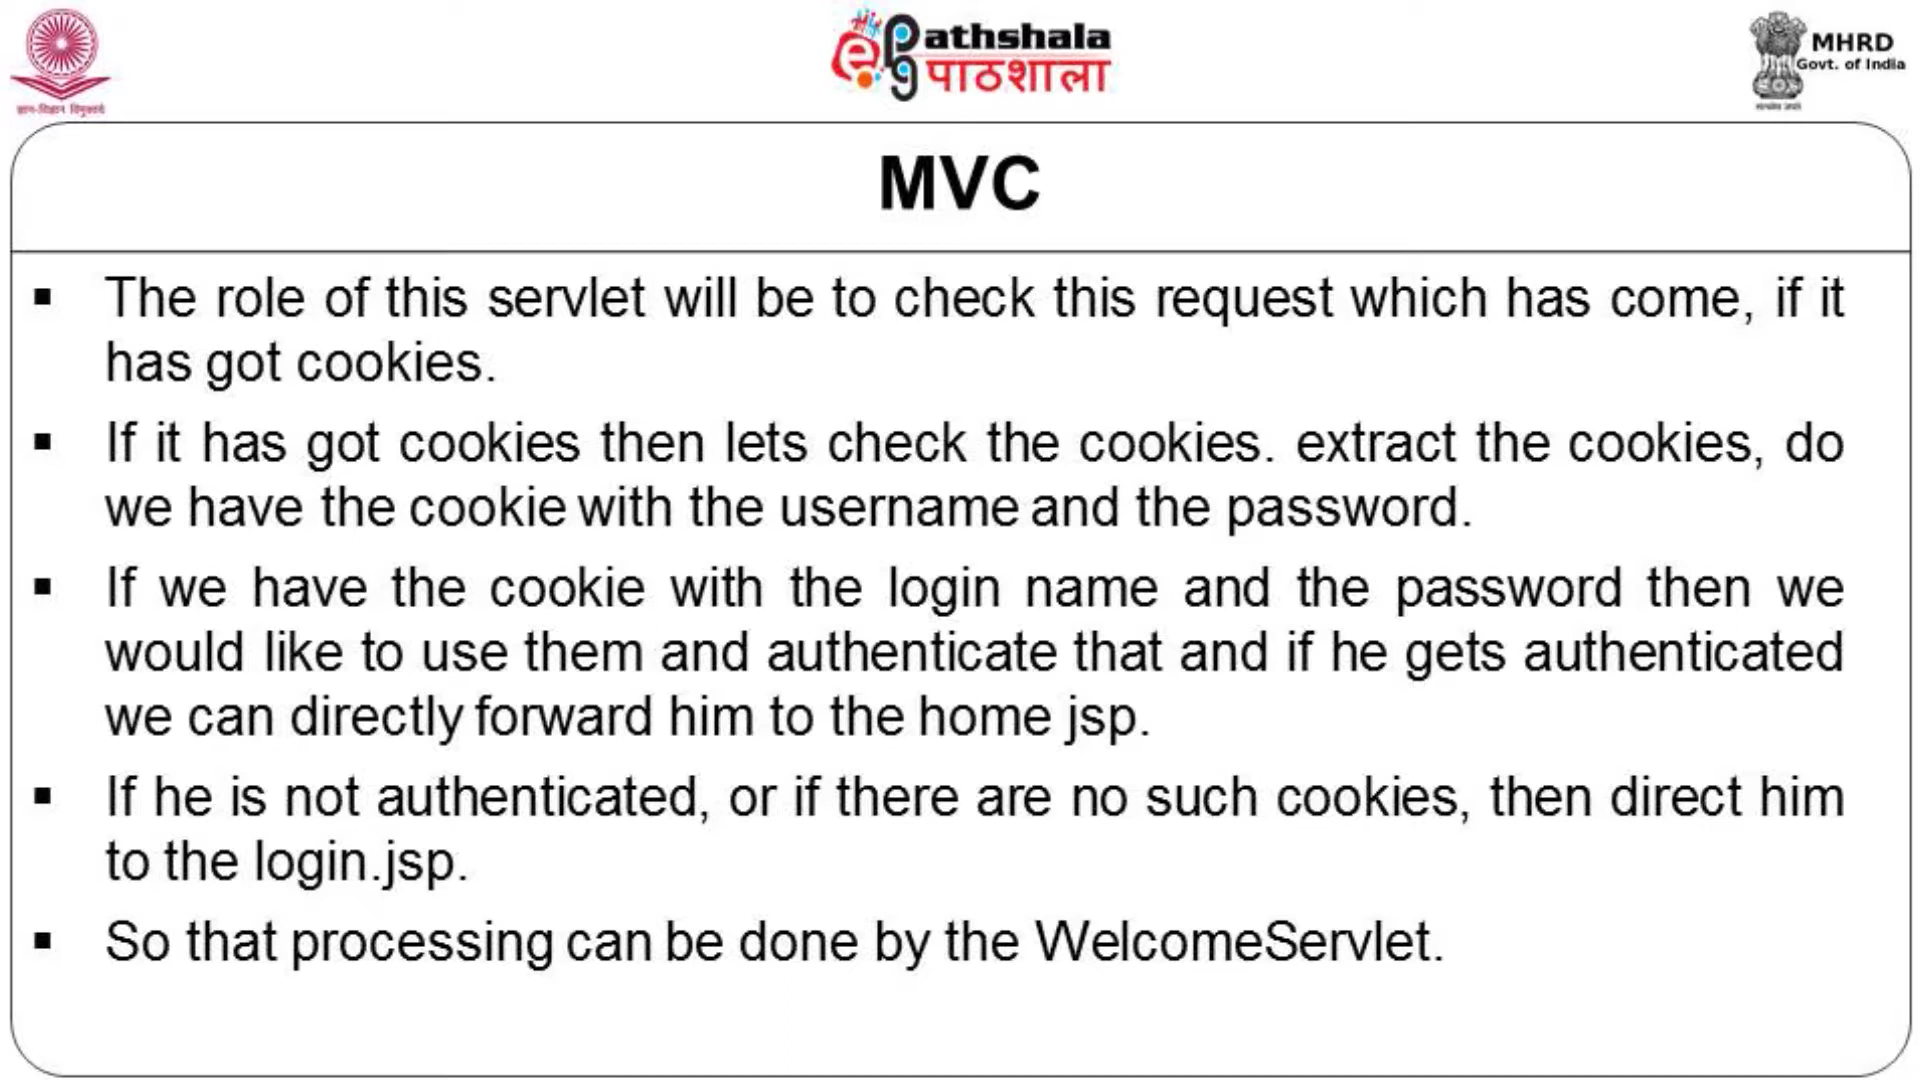 ज्ञान-विज्ञान विमुक्तये
ePathshala
पाठशाला
MHRD
Govt. of India
सत्यमेव जयते
MVC
▪ The role of this servlet will be to check this request which has come, if it
has got cookies.
▪ If it has got cookies then lets check the cookies. extract the cookies, do
we have the cookie with the username and the password.
▪ If we have the cookie with the login name and the password then we
would like to use them and authenticate that and if he gets authenticated
we can directly forward him to the home jsp.
▪ If he is not authenticated, or if there are no such cookies, then direct him
to the login.jsp.
▪ So that processing can be done by the WelcomeServlet.